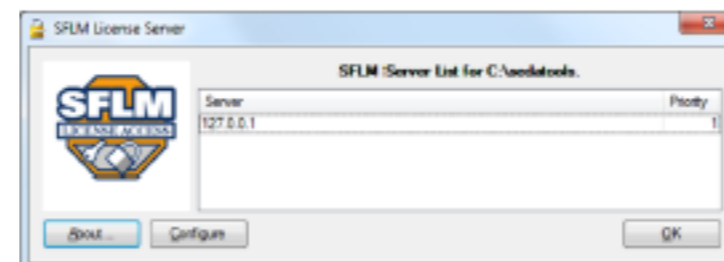 SFLM License Server
SFLM Server List for C:\sedatools.
Server Priority
127.0.0.1 1
SFLM
LICENSE ACCESS
About... Configure OK